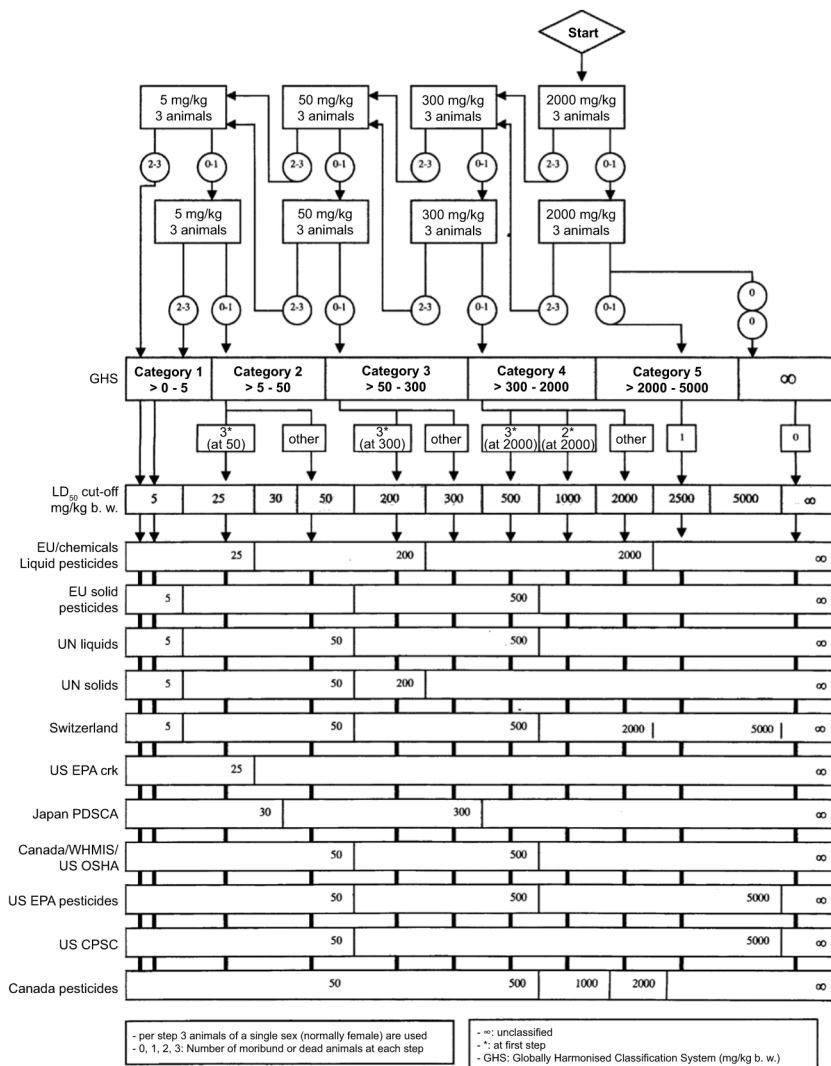 Start
5 mg/kg
3 animals
50 mg/kg
3 animals
300 mg/kg
3 animals
2000 mg/kg
3 animals
2-3
0-1
2-3
0-1
2-3
0-1
2-3
0-1
5 mg/kg
3 animals
50 mg/kg
3 animals
300 mg/kg
3 animals
2000 mg/kg
3 animals
2-3
0-1
2-3
0-1
2-3
0-1
2-3
0-1
0
0
GHS
Category 1
> 0 - 5
Category 2
> 5 - 50
Category 3
> 50 - 300
Category 4
> 300 - 2000
Category 5
> 2000 - 5000
∞
3*
(at 50)
other
3*
(at 300)
other
3*
(at 2000)
2*
(at 2000)
other
1
0
LD50 cut-off
mg/kg b. w.
5 25 30 50 200 300 500 1000 2000 2500 5000 ∞
EU/chemicals
Liquid pesticides
25 200 2000 ∞
EU solid
pesticides
5 500 ∞
UN liquids
5 50 500 ∞
UN solids
5 50 200 ∞
Switzerland
5 50 500 2000 5000 ∞
US EPA crk
25 ∞
Japan PDSCA
30 300 ∞
Canada/WHMIS/
US OSHA
50 500 ∞
US EPA pesticides
50 500 5000 ∞
US CPSC
50 5000 ∞
Canada pesticides
50 500 1000 2000 ∞
- per step 3 animals of a single sex (normally female) are used
- 0, 1, 2, 3: Number of moribund or dead animals at each step
- ∞: unclassified
- *: at first step
- GHS: Globally Harmonised Classification System (mg/kg b. w.)